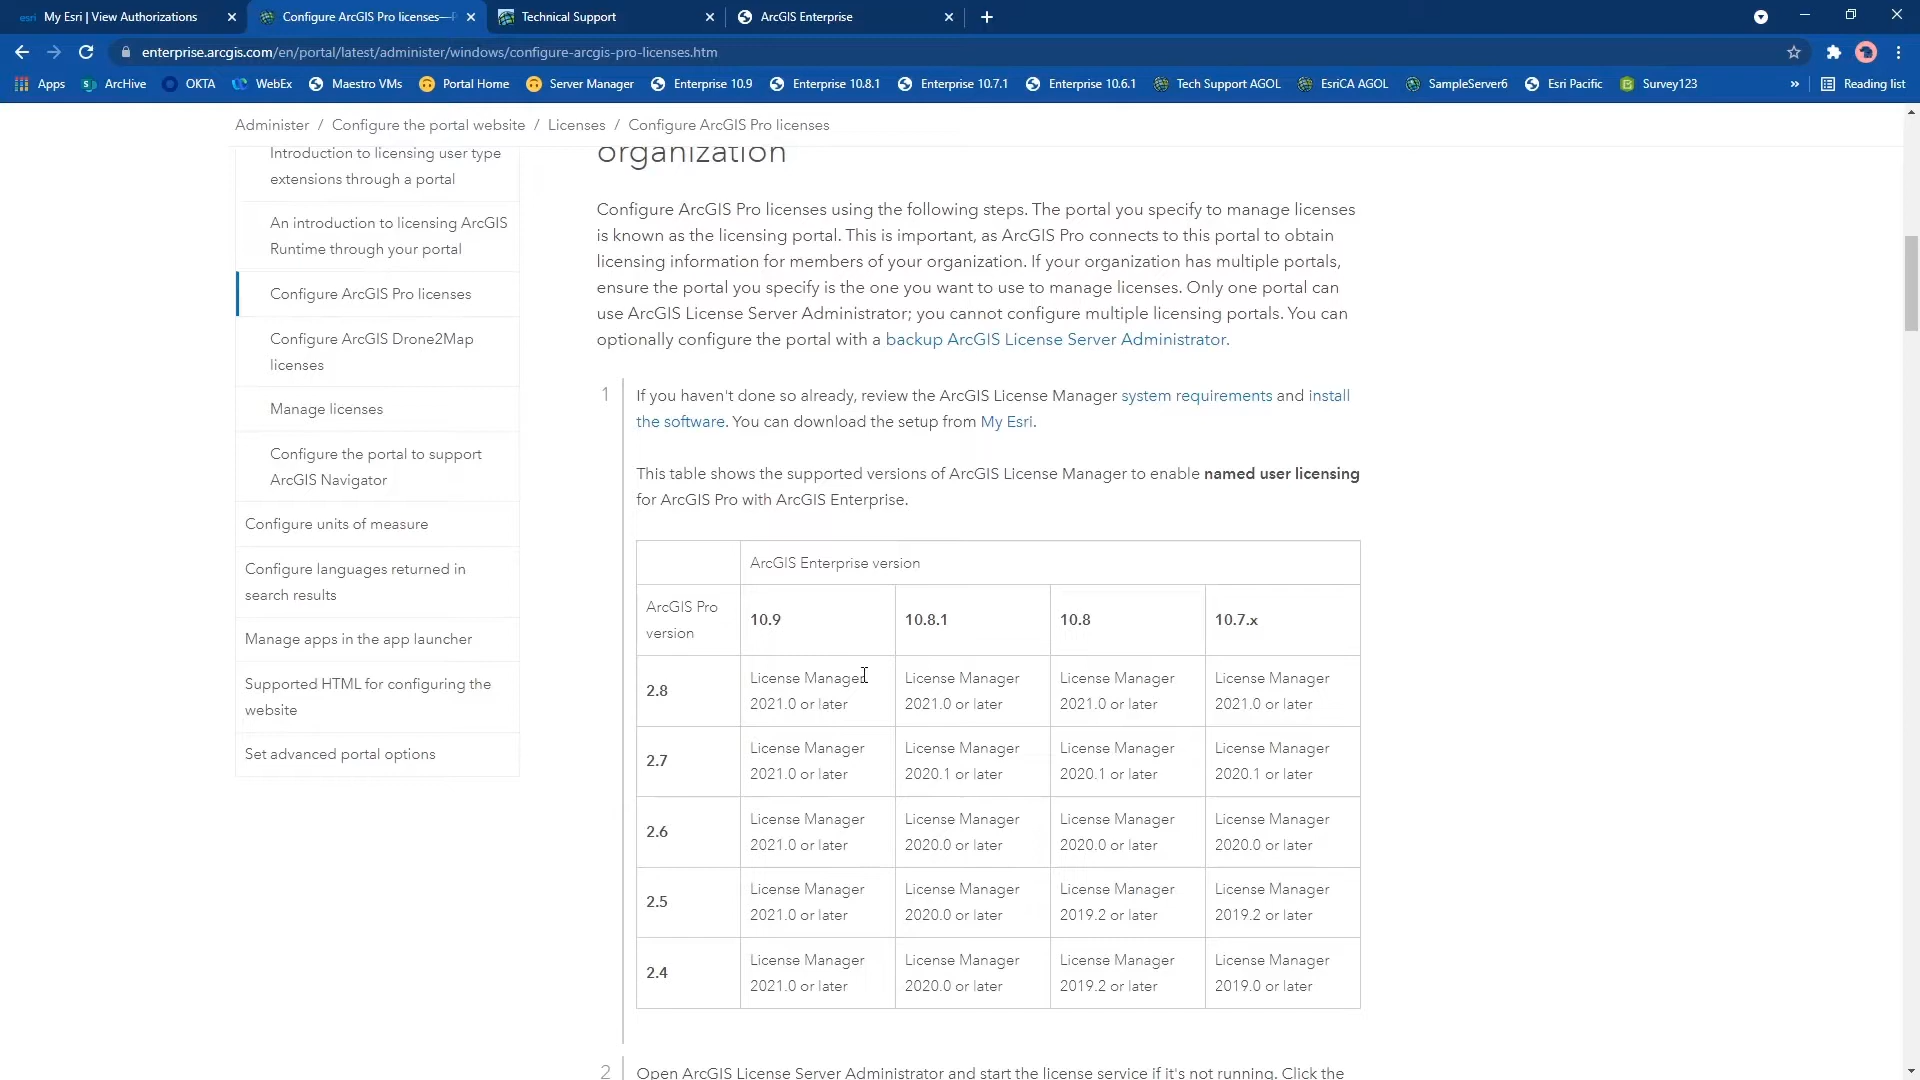 esri My Esri | View Authorizations
Configure ArcGIS Pro licenses—P
Technical Support
ArcGIS Enterprise
enterprise.arcgis.com/en/portal/latest/administer/windows/configure-arcgis-pro-licenses.htm
Apps ArcHive OKTA WebEx Maestro VMs Portal Home Server Manager Enterprise 10.9 Enterprise 10.8.1 Enterprise 10.7.1 Enterprise 10.6.1 Tech Support AGOL EsriCA AGOL SampleServer6 Esri Pacific Survey123 » Reading list
Administer / Configure the portal website / Licenses / Configure ArcGIS Pro licenses
Introduction to licensing user type
extensions through a portal
An introduction to licensing ArcGIS
Runtime through your portal
Configure ArcGIS Pro licenses
Configure ArcGIS Drone2Map
licenses
Manage licenses
Configure the portal to support
ArcGIS Navigator
Configure units of measure
Configure languages returned in
search results
Manage apps in the app launcher
Supported HTML for configuring the
website
Set advanced portal options
organization
Configure ArcGIS Pro licenses using the following steps. The portal you specify to manage licenses
is known as the licensing portal. This is important, as ArcGIS Pro connects to this portal to obtain
licensing information for members of your organization. If your organization has multiple portals,
ensure the portal you specify is the one you want to use to manage licenses. Only one portal can
use ArcGIS License Server Administrator; you cannot configure multiple licensing portals. You can
optionally configure the portal with a backup ArcGIS License Server Administrator.
1 If you haven't done so already, review the ArcGIS License Manager system requirements and install
the software. You can download the setup from My Esri.
This table shows the supported versions of ArcGIS License Manager to enable named user licensing
for ArcGIS Pro with ArcGIS Enterprise.
ArcGIS Enterprise version
ArcGIS Pro
version
10.9 10.8.1 10.8 10.7.x
2.8
License Manager License Manager License Manager License Manager
2021.0 or later 2021.0 or later 2021.0 or later 2021.0 or later
2.7
License Manager License Manager License Manager License Manager
2021.0 or later 2020.1 or later 2020.1 or later 2020.1 or later
2.6
License Manager License Manager License Manager License Manager
2021.0 or later 2020.0 or later 2020.0 or later 2020.0 or later
2.5
License Manager License Manager License Manager License Manager
2021.0 or later 2020.0 or later 2019.2 or later 2019.2 or later
2.4
License Manager License Manager License Manager License Manager
2021.0 or later 2020.0 or later 2019.2 or later 2019.0 or later
2 Open ArcGIS License Server Administrator and start the license service if it's not running. Click the